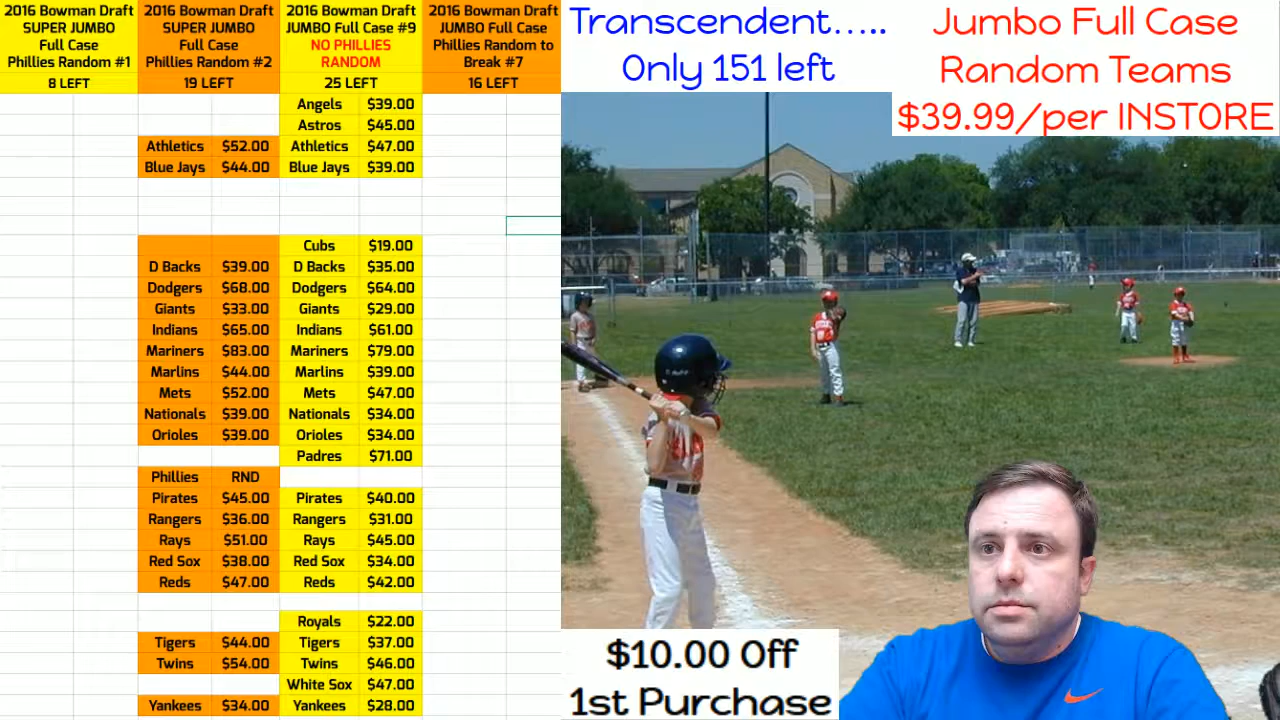 2016 Bowman Draft
SUPER JUMBO
Full Case
Phillies Random #1
8 LEFT
2016 Bowman Draft
SUPER JUMBO
Full Case
Phillies Random #2
19 LEFT
2016 Bowman Draft
JUMBO Full Case #9
NO PHILLIES
RANDOM
25 LEFT
2016 Bowman Draft
JUMBO Full Case
Phillies Random to
Break #7
16 LEFT
Angels $39.00
Astros $45.00
Athletics $52.00 Athletics $47.00
Blue Jays $44.00 Blue Jays $39.00
Cubs $19.00
D Backs $39.00 D Backs $35.00
Dodgers $68.00 Dodgers $64.00
Giants $33.00 Giants $29.00
Indians $65.00 Indians $61.00
Mariners $83.00 Mariners $79.00
Marlins $44.00 Marlins $39.00
Mets $52.00 Mets $47.00
Nationals $39.00 Nationals $34.00
Orioles $39.00 Orioles $34.00
Padres $71.00
Phillies RND
Pirates $45.00 Pirates $40.00
Rangers $36.00 Rangers $31.00
Rays $51.00 Rays $45.00
Red Sox $38.00 Red Sox $34.00
Reds $47.00 Reds $42.00
Royals $22.00
Tigers $44.00 Tigers $37.00
Twins $54.00 Twins $46.00
White Sox $47.00
Yankees $34.00 Yankees $28.00
Transcendent.....
Only 151 left
Jumbo Full Case
Random Teams
$39.99/per INSTORE
$10.00 Off
1st Purchase